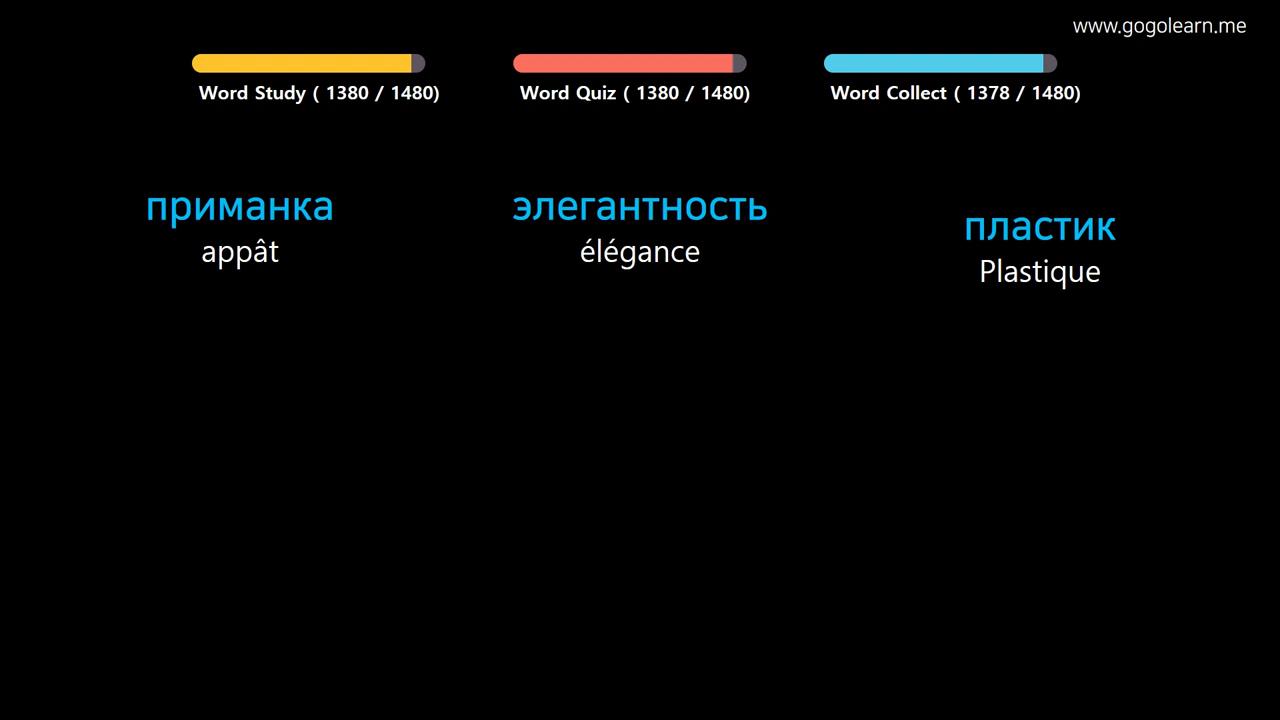 www.gogolearn.me
Word Study ( 1380 / 1480)
Word Quiz ( 1380 / 1480)
Word Collect ( 1378 / 1480)
приманка
appât
элегантность
élégance
пластик
Plastique